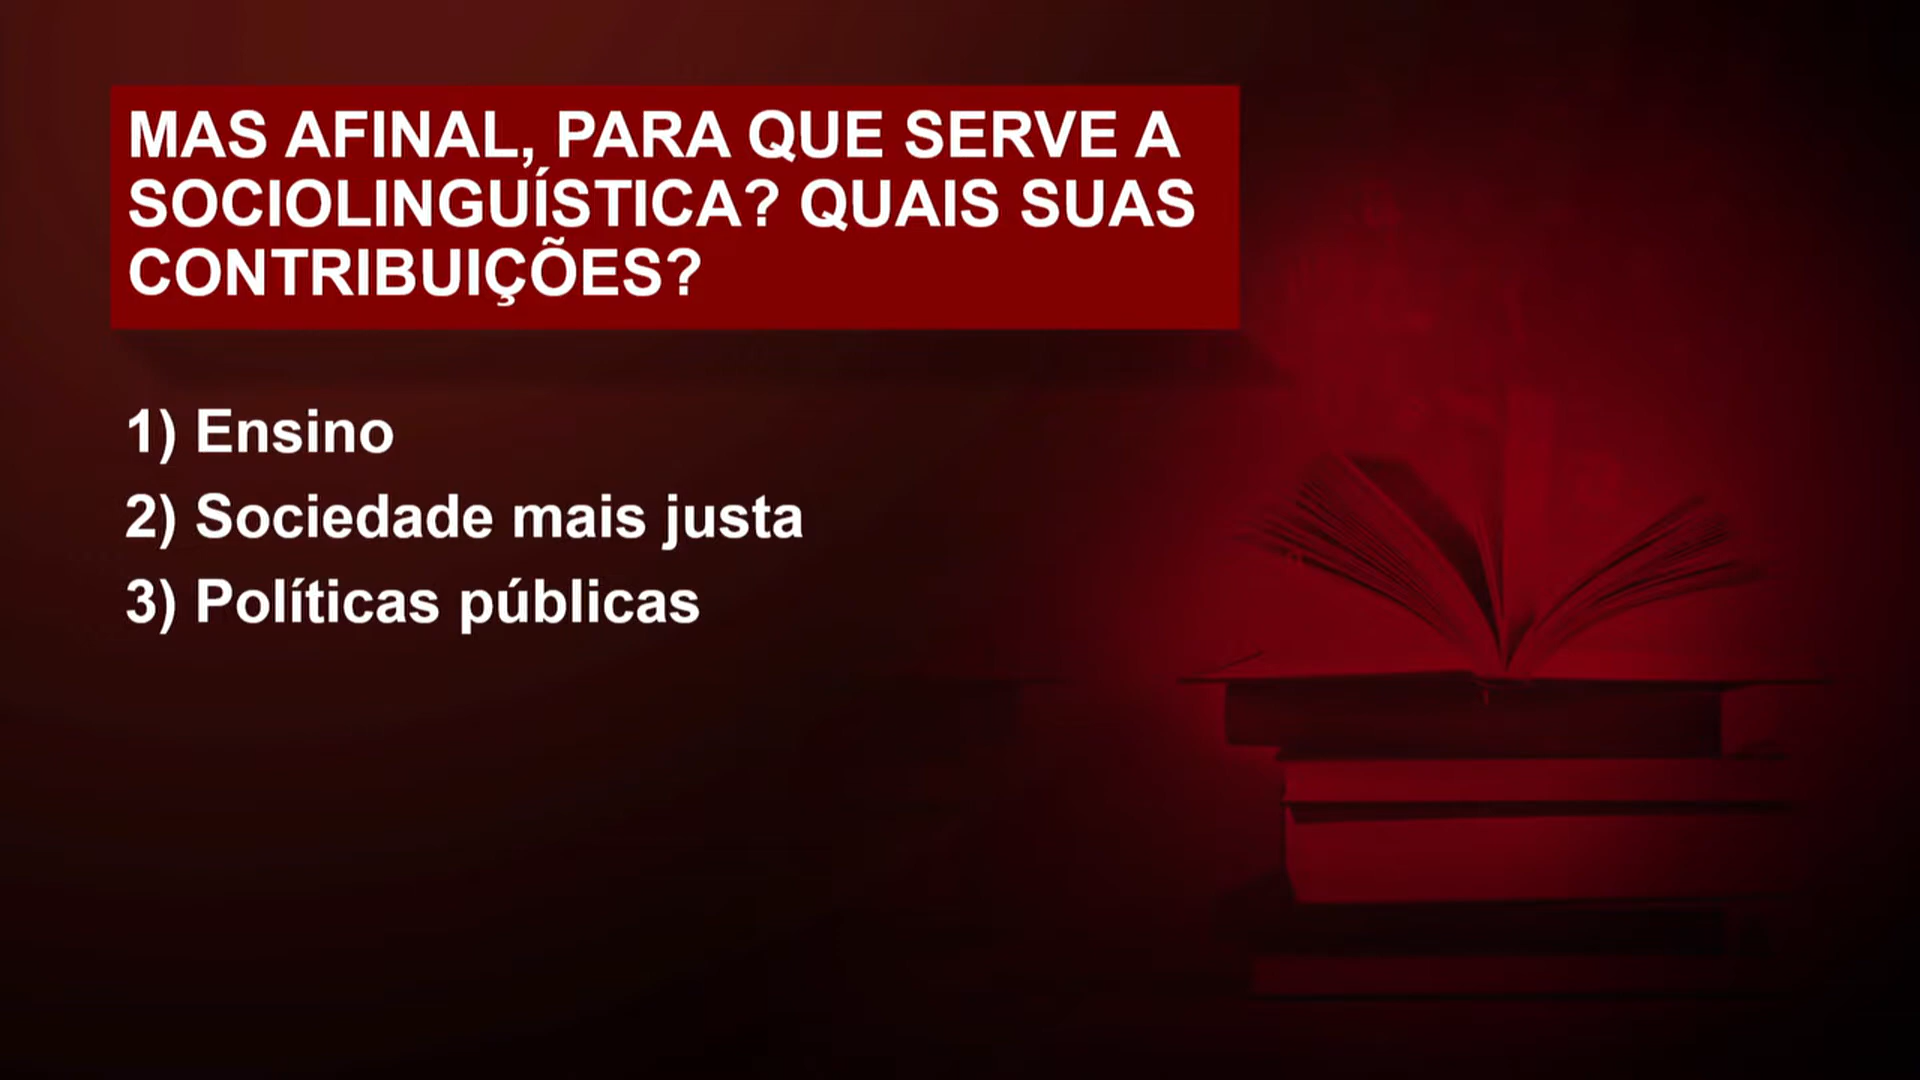 MAS AFINAL, PARA QUE SERVE A
SOCIOLINGUÍSTICA? QUAIS SUAS
CONTRIBUIÇÕES?
1) Ensino
2) Sociedade mais justa
3) Políticas públicas